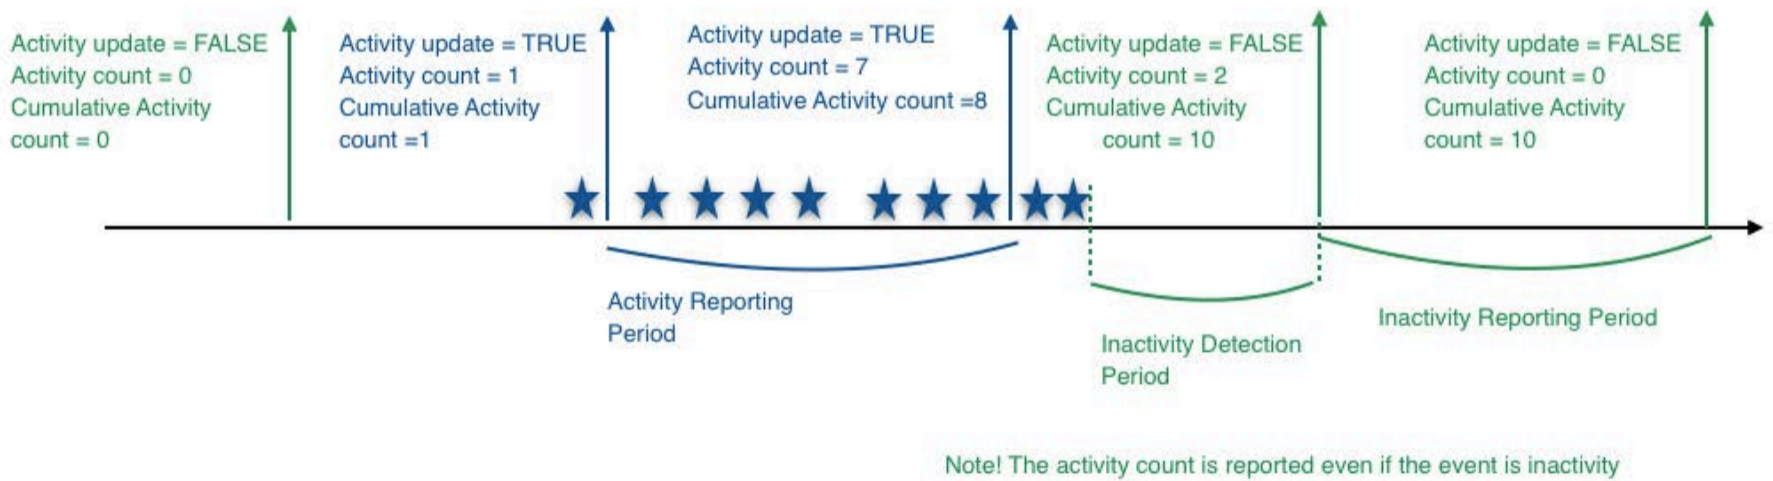 Activity update = FALSE
Activity count = 0
Cumulative Activity
count = 0
Activity update = TRUE
Activity count = 1
Cumulative Activity
count =1
Activity update = TRUE
Activity count = 7
Cumulative Activity count =8
Activity update = FALSE
Activity count = 2
Cumulative Activity
count = 10
Activity update = FALSE
Activity count = 0
Cumulative Activity
count = 10
Activity Reporting
Period
Inactivity Detection
Period
Inactivity Reporting Period
Note! The activity count is reported even if the event is inactivity